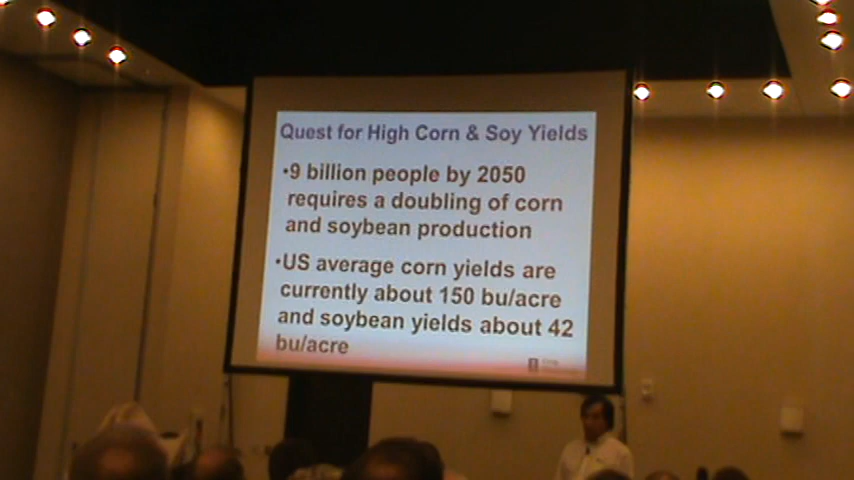 Quest for High Corn & Soy Yields
•9 billion people by 2050
requires a doubling of corn
and soybean production
•US average corn yields are
currently about 150 bu/acre
and soybean yields about 42
bu/acre